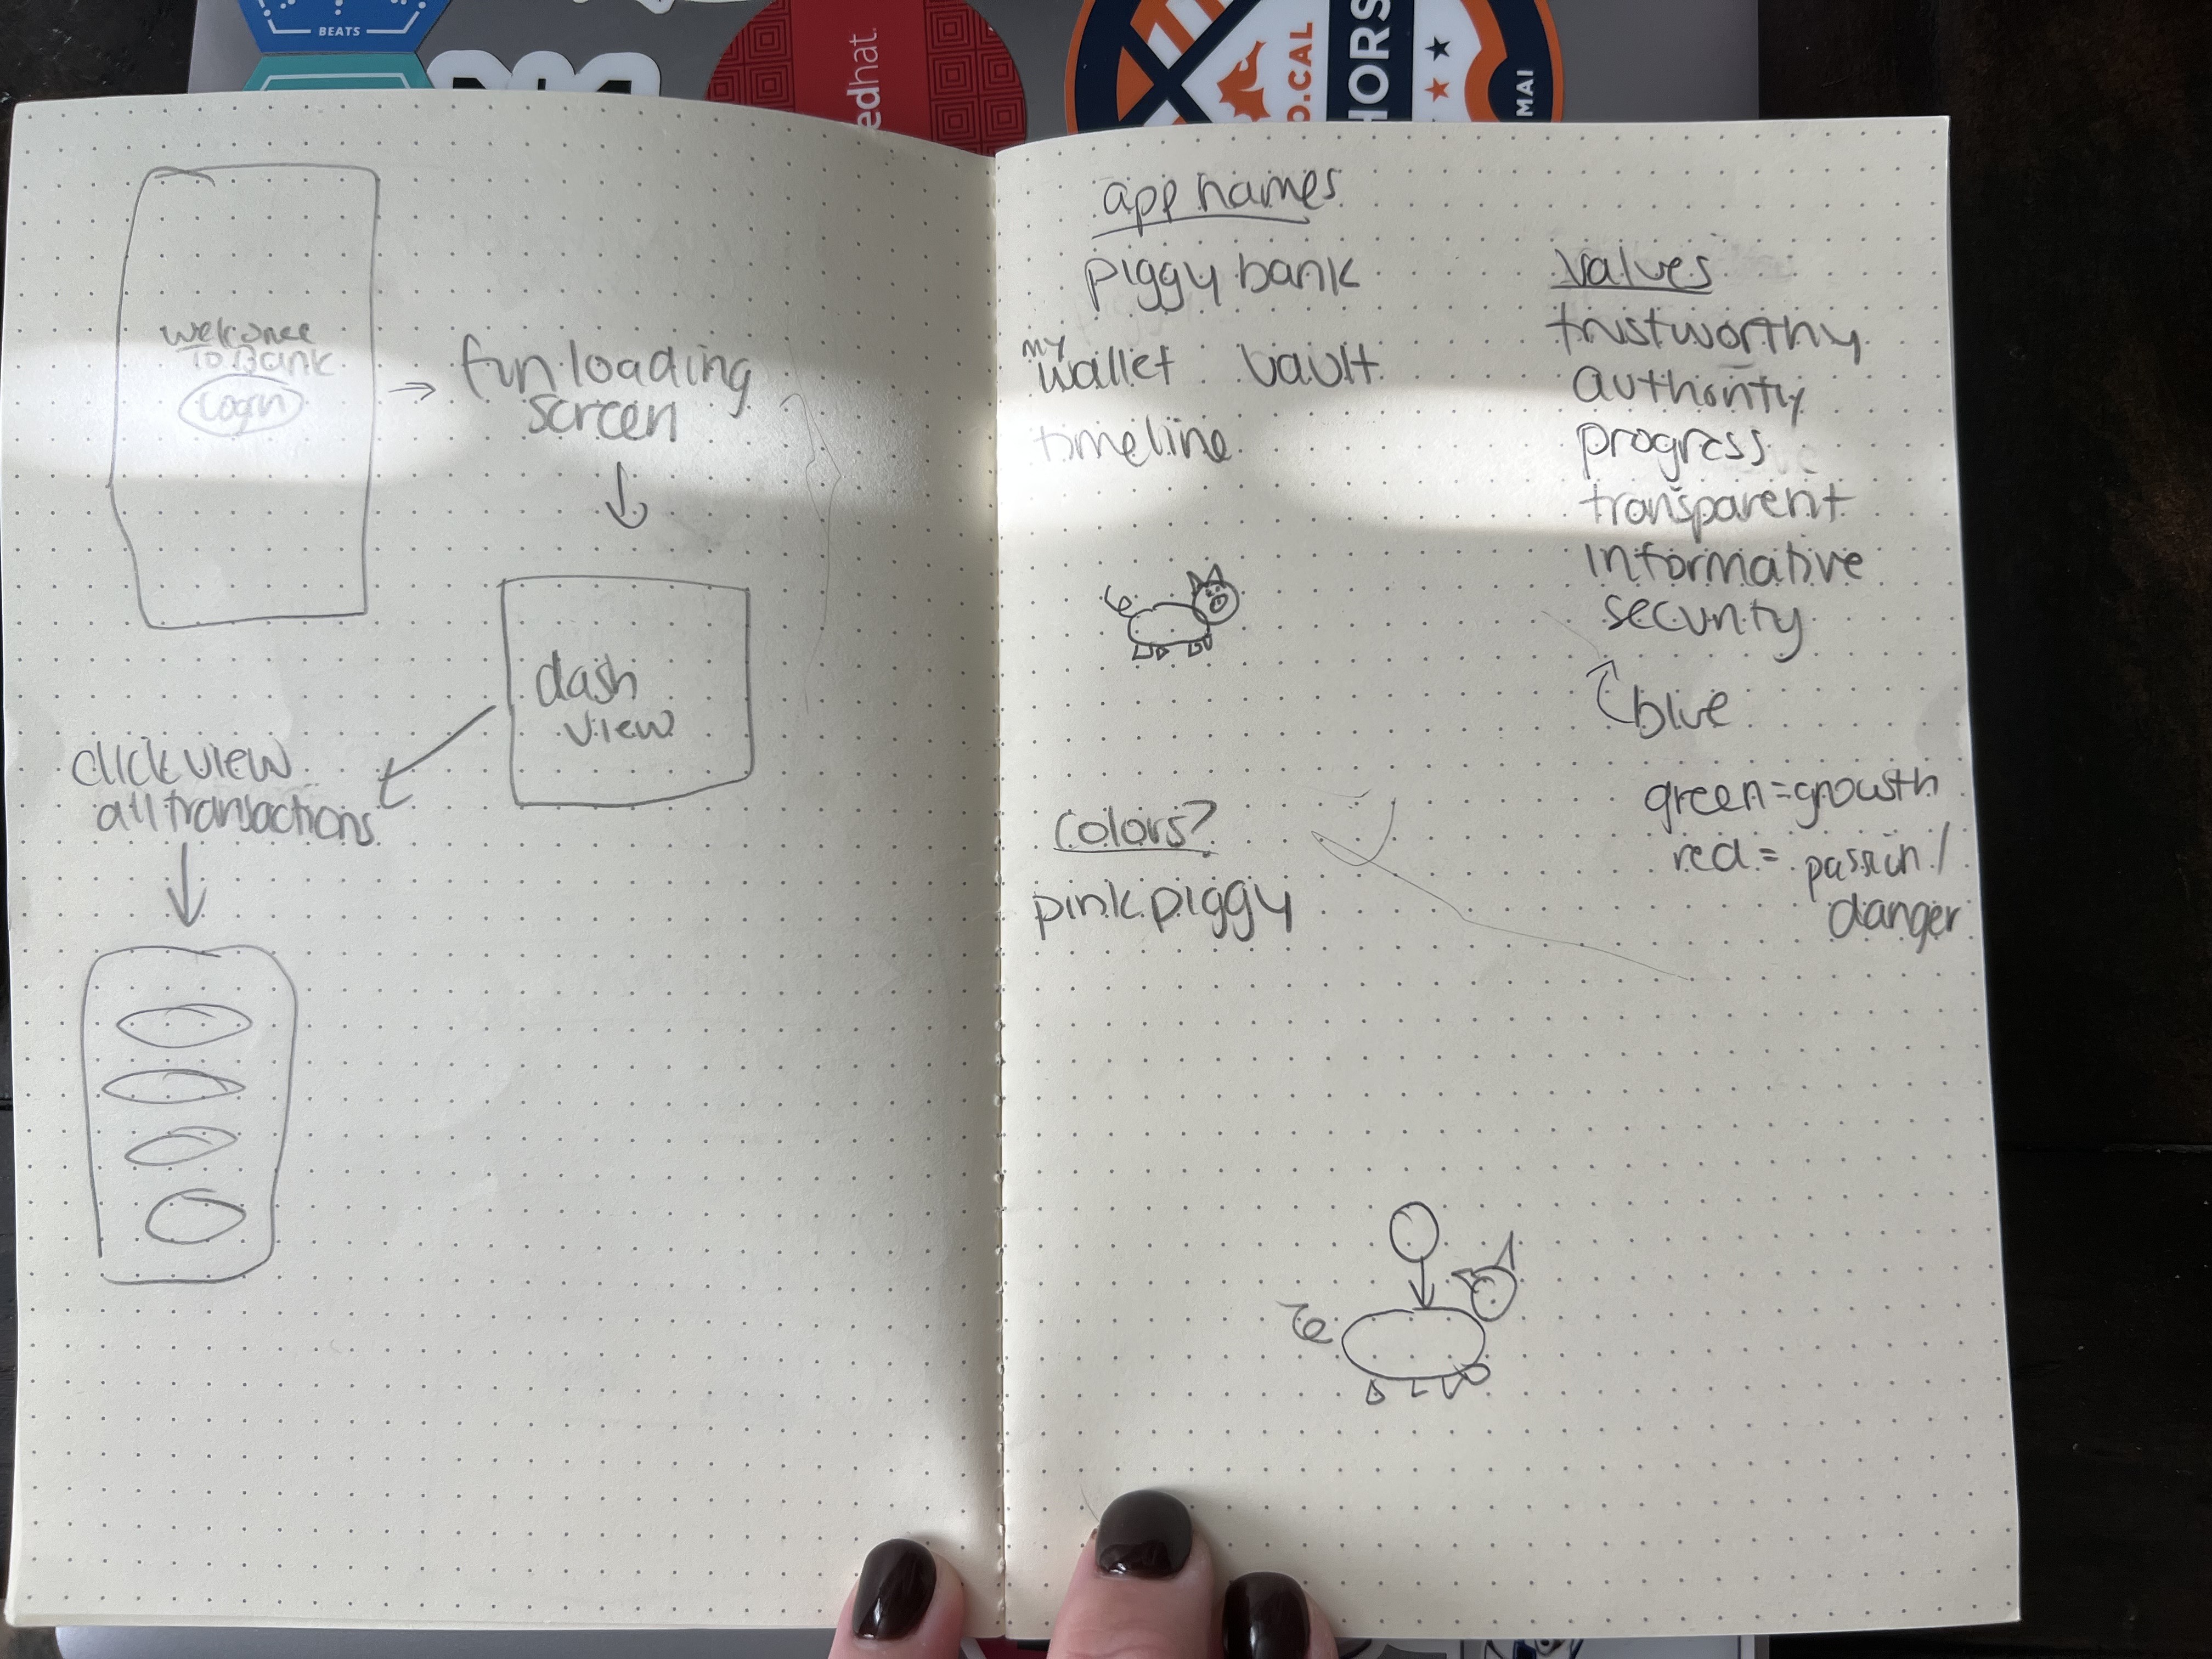 welcome
to Bank
login
→ fun loading
screen
dash
view
click view
all transactions
app names
piggy bank
my wallet vault
timeline
Colors?
pink piggy
values
trustworthy
authority
progress
transparent
informative
security
blue
green = growth
red = passion /
danger
BEATS
edhat.
O.CAL
HORS
MAI